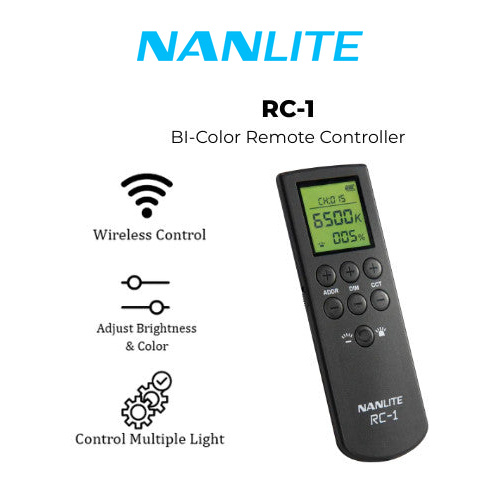 NANLITE
RC-1
BI-Color Remote Controller
Wireless Control
Adjust Brightness
& Color
Control Multiple Light
CH:015
6500K
005%
ADDR DIM CCT
NANLITE
RC-1